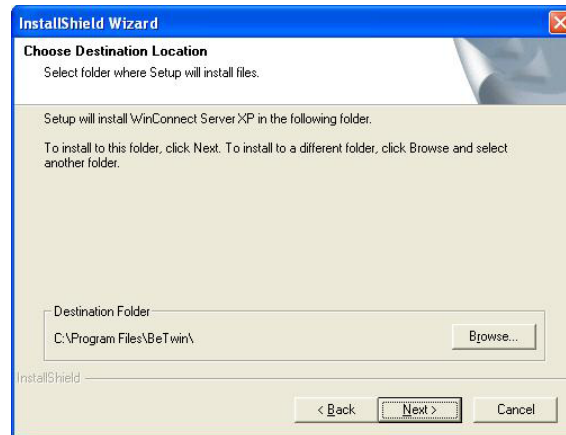 InstallShield Wizard
Choose Destination Location
Select folder where Setup will install files.
Setup will install WinConnect Server XP in the following folder.
To install to this folder, click Next. To install to a different folder, click Browse and select
another folder.
Destination Folder
C:\Program Files\BeTwin\
Browse...
InstallShield
< Back
Next >
Cancel